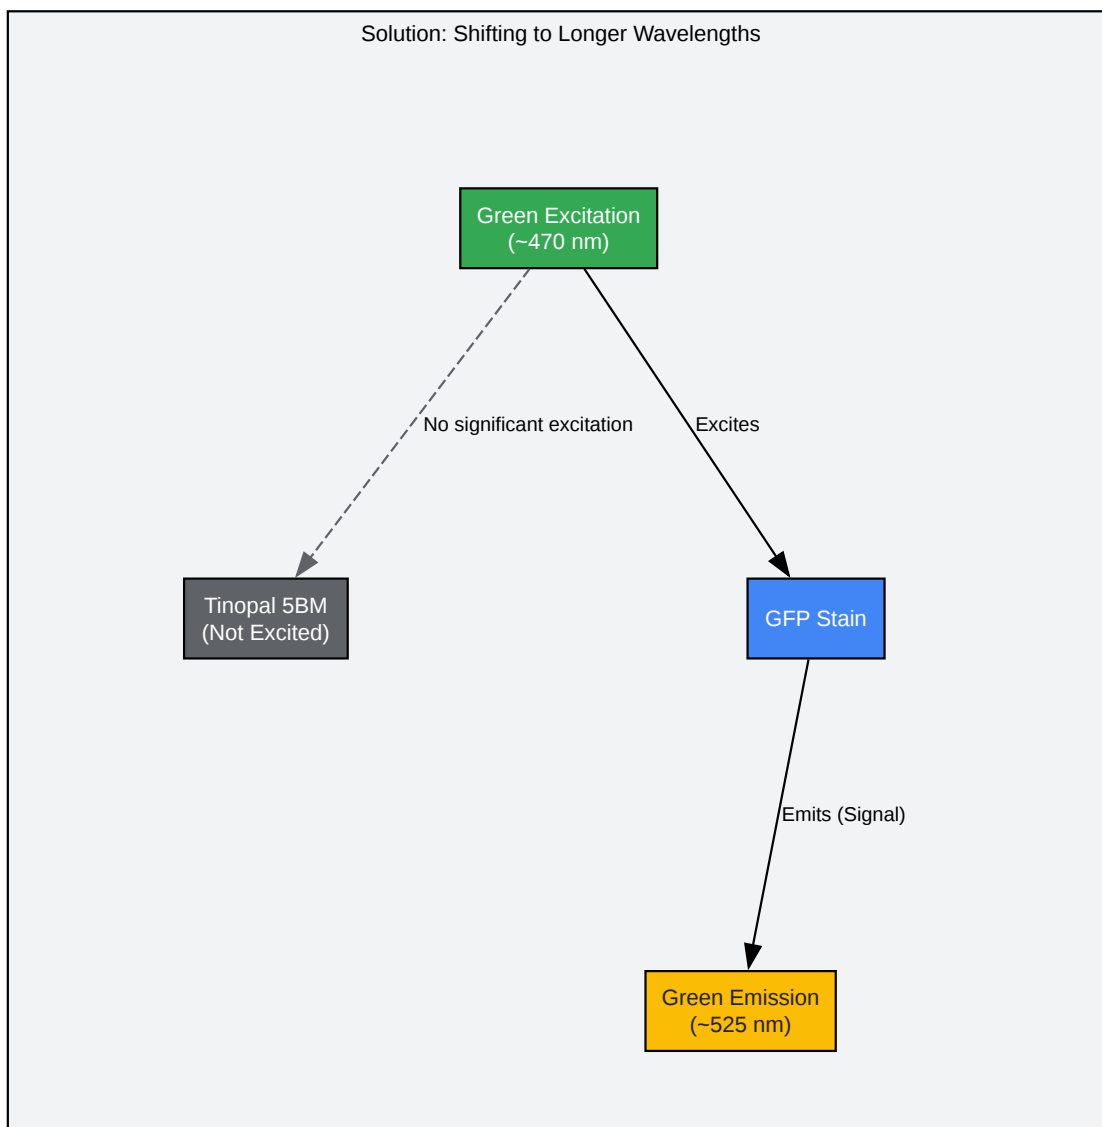 Solution: Shifting to Longer Wavelengths
Green Excitation
(~470 nm)
No significant excitation
Excites
Tinopal 5BM
(Not Excited)
GFP Stain
Emits (Signal)
Green Emission
(~525 nm)